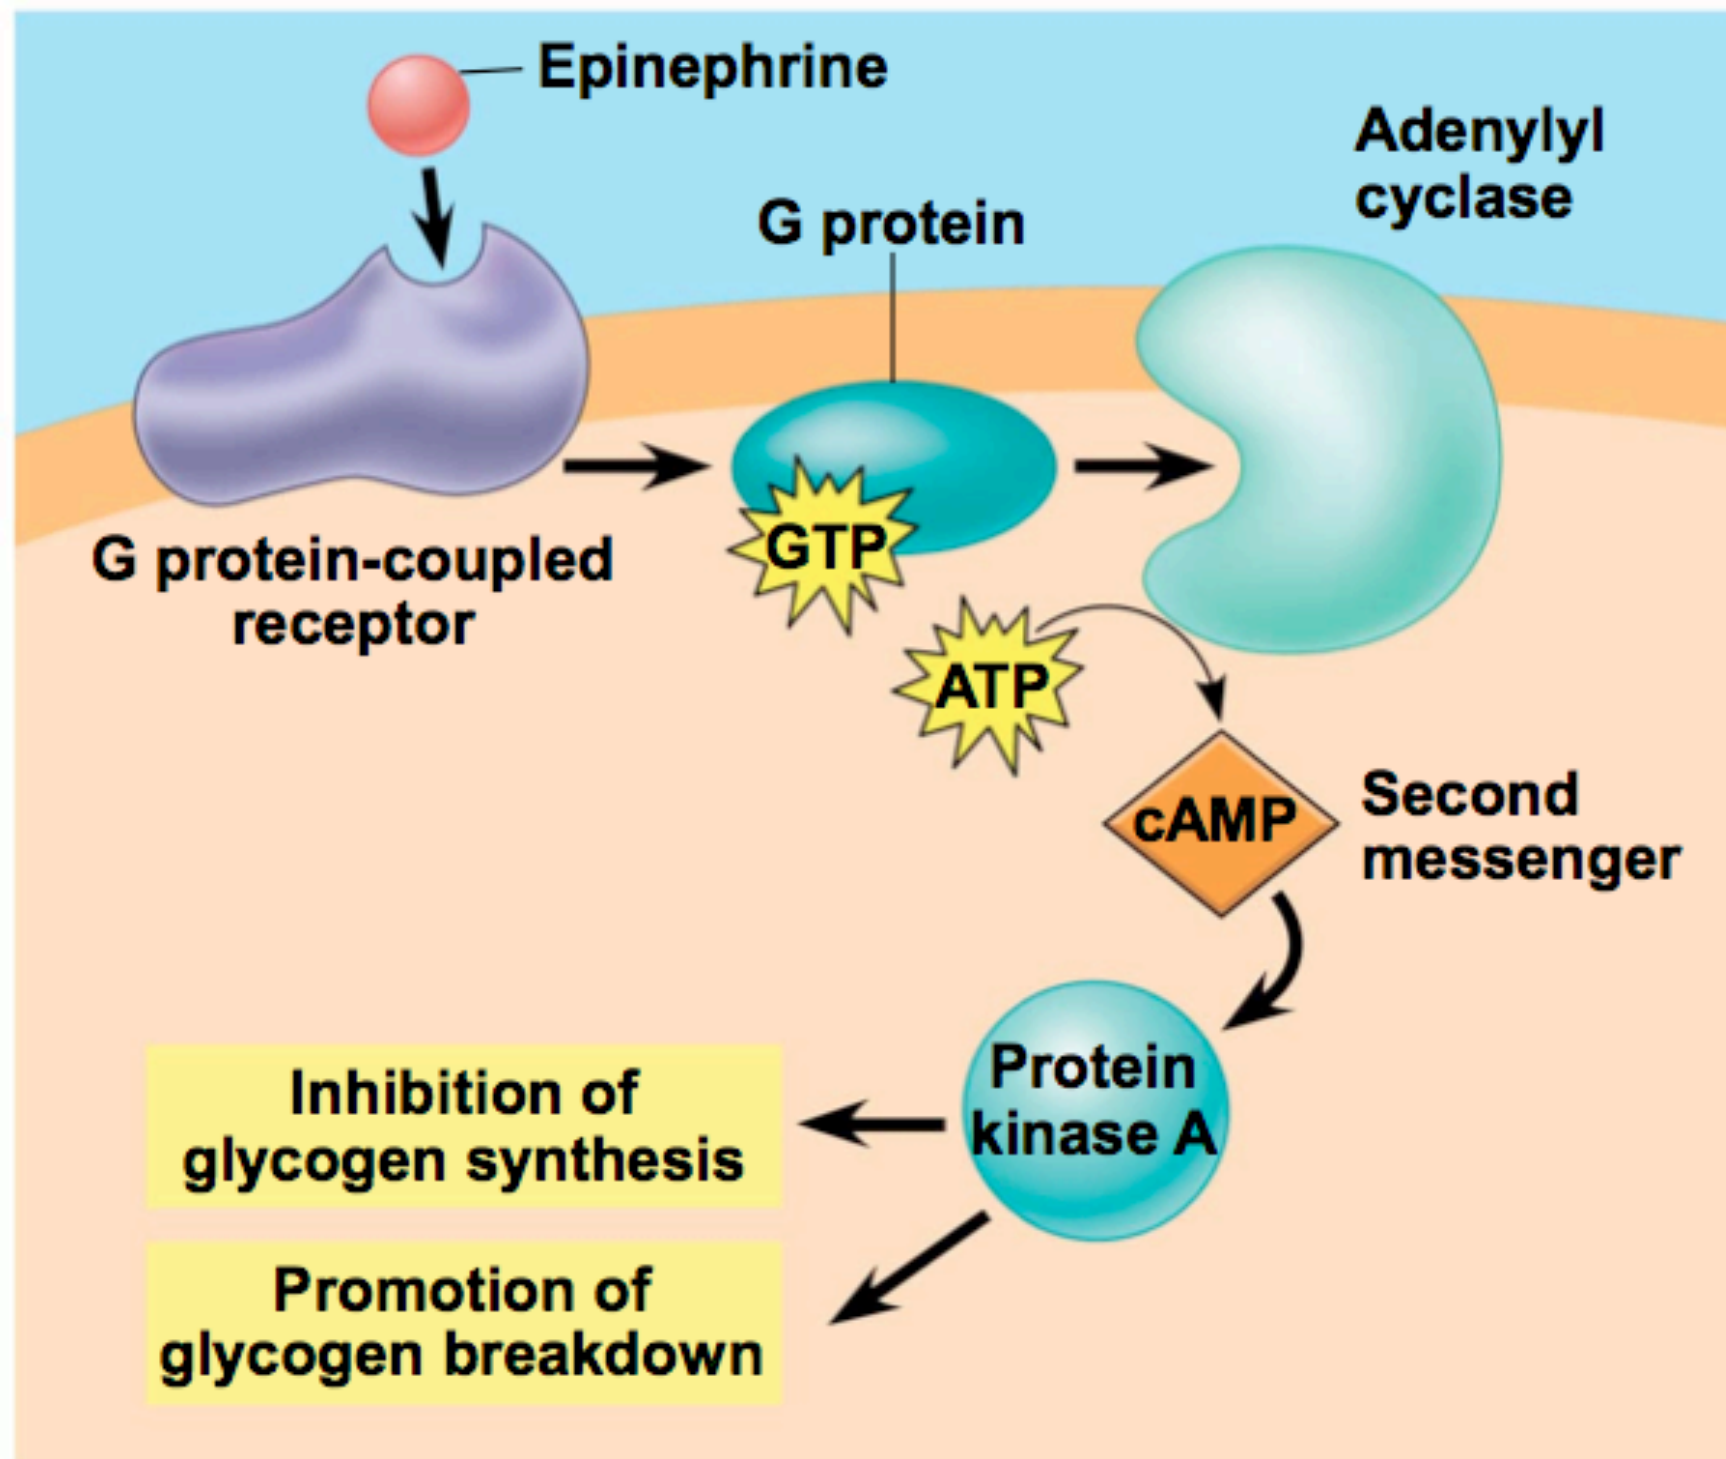 Epinephrine
Adenylyl
cyclase
G protein
G protein-coupled
receptor
GTP
ATP
cAMP
Second
messenger
Protein
kinase A
Inhibition of
glycogen synthesis
Promotion of
glycogen breakdown